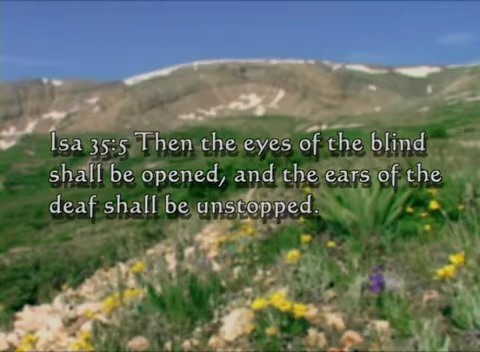 Isa 35:5 Then the eyes of the blind
shall be opened, and the ears of the
deaf shall be unstopped.